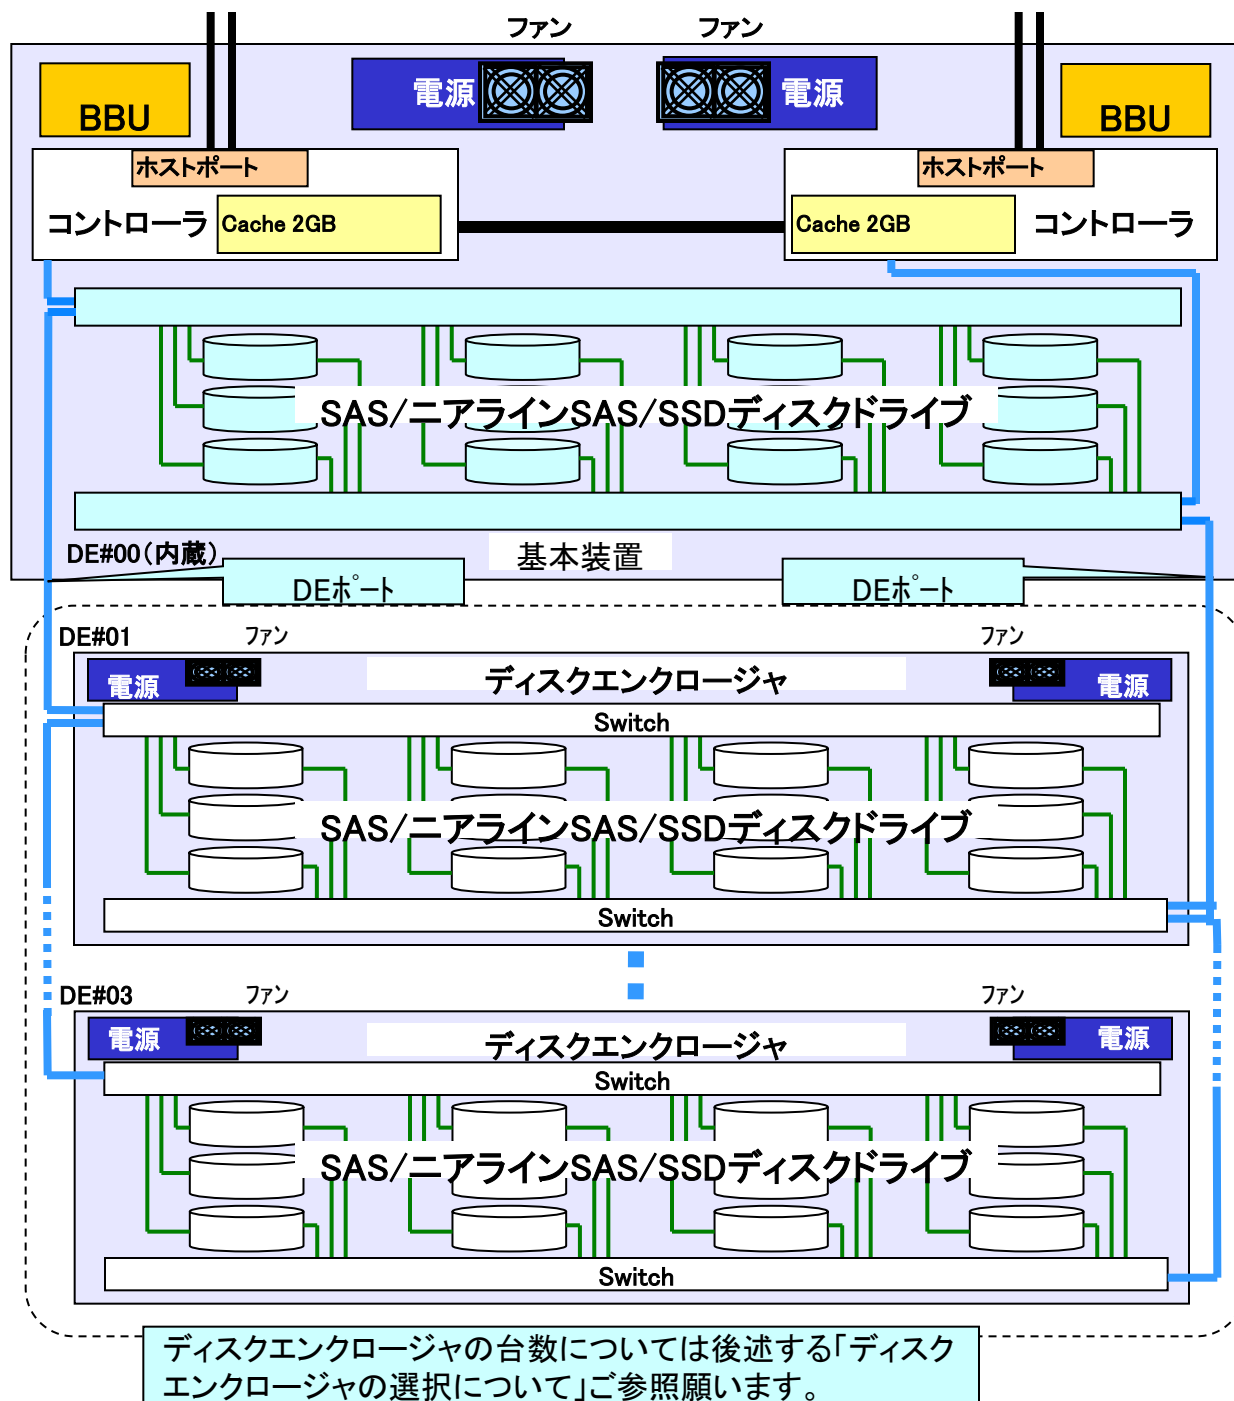 ファン ファン
BBU 電源 電源 BBU
ホストポート ホストポート
コントローラ Cache 2GB Cache 2GB コントローラ
SAS/ニアラインSAS/SSDディスクドライブ
DE#00(内蔵) 基本装置
DEポート DEポート
DE#01 ファン ファン
電源 ディスクエンクロージャ 電源
Switch
SAS/ニアラインSAS/SSDディスクドライブ
Switch
DE#03 ファン ファン
電源 ディスクエンクロージャ 電源
Switch
SAS/ニアラインSAS/SSDディスクドライブ
Switch
ディスクエンクロージャの台数については後述する「ディスク
エンクロージャの選択について」ご参照願います。